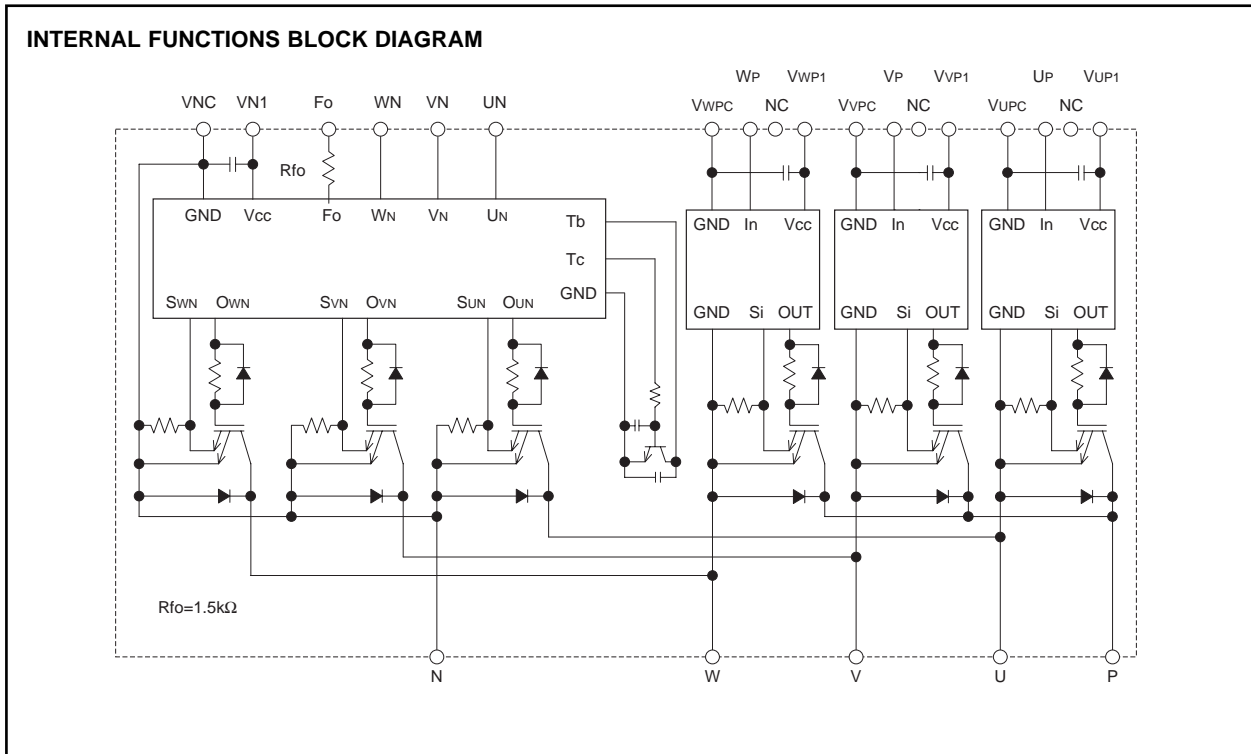 INTERNAL FUNCTIONS BLOCK DIAGRAM
WP VWP1 VP VVP1 UP VUP1
VNC VN1 Fo WN VN UN VWPC NC VVPC NC VUPC NC
Rfo
GND Vcc Fo WN VN UN
Tb
GND In Vcc GND In Vcc GND In Vcc
Tc
GND
SWN OWN SVN OVN SUN OUN
GND Si OUT GND Si OUT GND Si OUT
Rfo=1.5kΩ
N W V U P